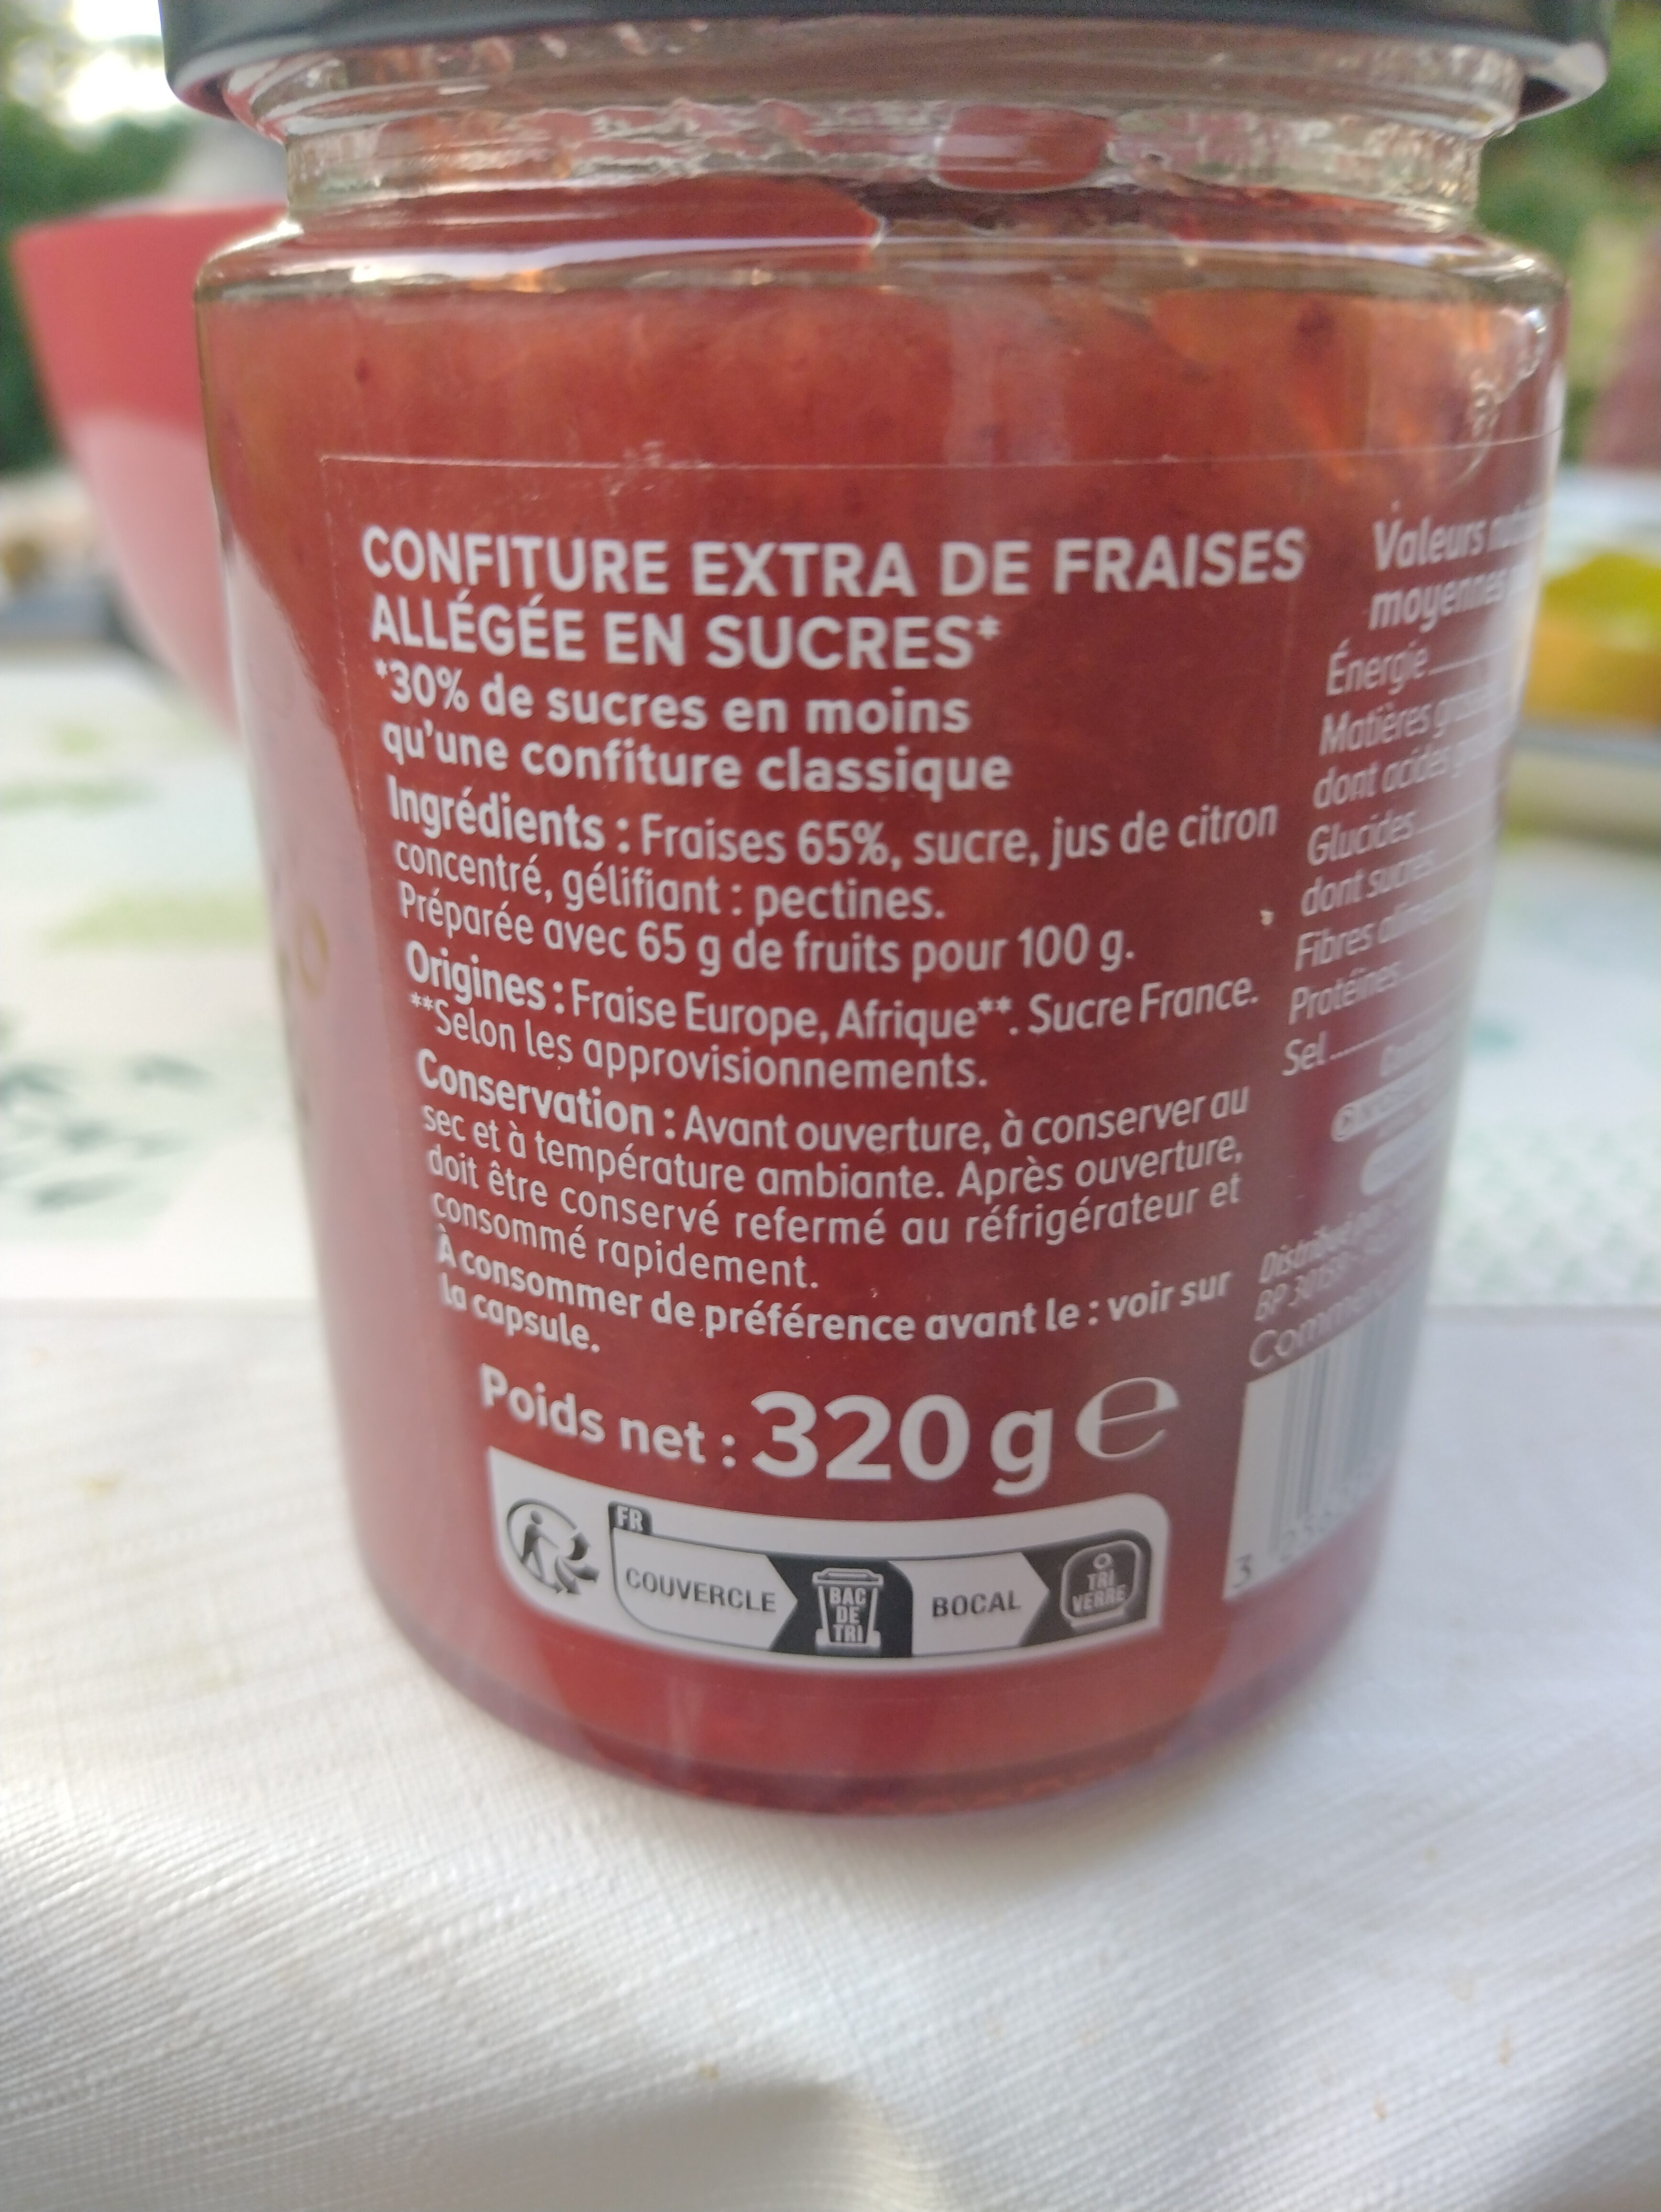 CONFITURE EXTRA DE FRAISES
ALLÉGÉE EN SUCRES*
*30% de sucres en moins
qu'une confiture classique
Ingrédients : Fraises 65%, sucre, jus de citron
concentré, gélifiant : pectines.
Préparée avec 65 g de fruits pour 100 g.
Origines : Fraise Europe, Afrique**. Sucre France.
**Selon les approvisionnements.
Conservation : Avant ouverture, à conserver au
sec et à température ambiante. Après ouverture,
doit être conservé refermé au réfrigérateur et
consommé rapidement.
À consommer de préférence avant le : voir sur
la capsule.
Poids net : 320 g e
FR
COUVERCLE
BAC
DE
TRI
BOCAL
TRI
VERRE
Valeurs
moyennes
Énergie
Matières
dont acides
Glucides
dont sucres
Fibres
Protéines
Sel
BP
3